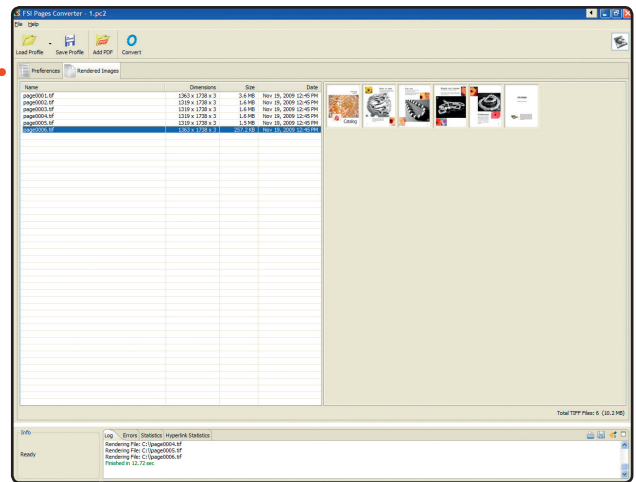 FSI Pages Converter - 1.pc2
File Help
Load Profile Save Profile Add PDF Convert
Preferences Rendered Images
Name Dimensions Size Date
page0001.tif 1363 x 1738 x 3 3.6 MB Nov 19, 2009 12:45 PM
page0002.tif 1319 x 1738 x 3 1.6 MB Nov 19, 2009 12:45 PM
page0003.tif 1319 x 1738 x 3 1.6 MB Nov 19, 2009 12:45 PM
page0004.tif 1319 x 1738 x 3 1.6 MB Nov 19, 2009 12:45 PM
page0005.tif 1319 x 1738 x 3 1.5 MB Nov 19, 2009 12:45 PM
page0006.tif 1363 x 1738 x 3 257.2 KB Nov 19, 2009 12:45 PM
Catalog
Total TIFF Files: 6 (10.2 MB)
Info
Ready
Log Errors Statistics Hyperlink Statistics
Rendering File: C:\\page0004.tif
Rendering File: C:\\page0005.tif
Rendering File: C:\\page0006.tif
Finished in 12.72 sec